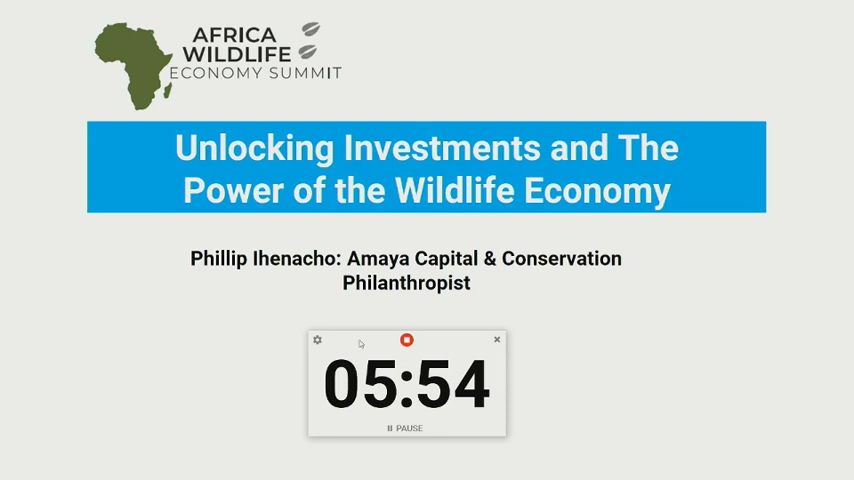 AFRICA
WILDLIFE
ECONOMY SUMMIT
Unlocking Investments and The
Power of the Wildlife Economy
Phillip Ihenacho: Amaya Capital & Conservation
Philanthropist
05:54
PAUSE